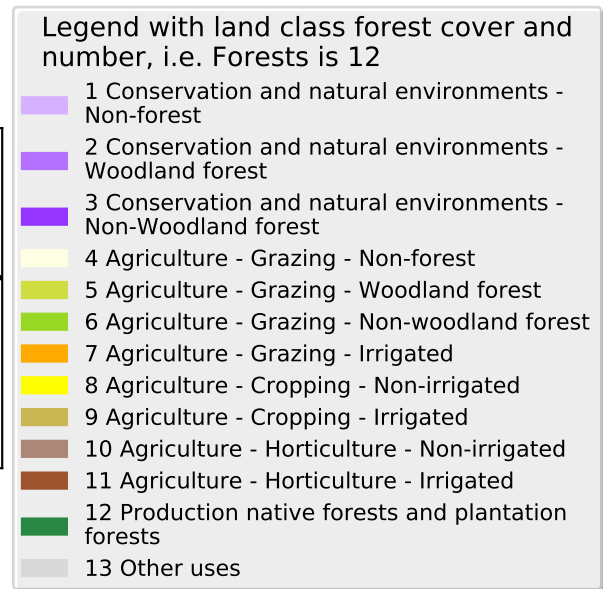 Legend with land class forest cover and
number, i.e. Forests is 12
1 Conservation and natural environments -
Non-forest
2 Conservation and natural environments -
Woodland forest
3 Conservation and natural environments -
Non-Woodland forest
4 Agriculture - Grazing - Non-forest
5 Agriculture - Grazing - Woodland forest
6 Agriculture - Grazing - Non-woodland forest
7 Agriculture - Grazing - Irrigated
8 Agriculture - Cropping - Non-irrigated
9 Agriculture - Cropping - Irrigated
10 Agriculture - Horticulture - Non-irrigated
11 Agriculture - Horticulture - Irrigated
12 Production native forests and plantation
forests
13 Other uses